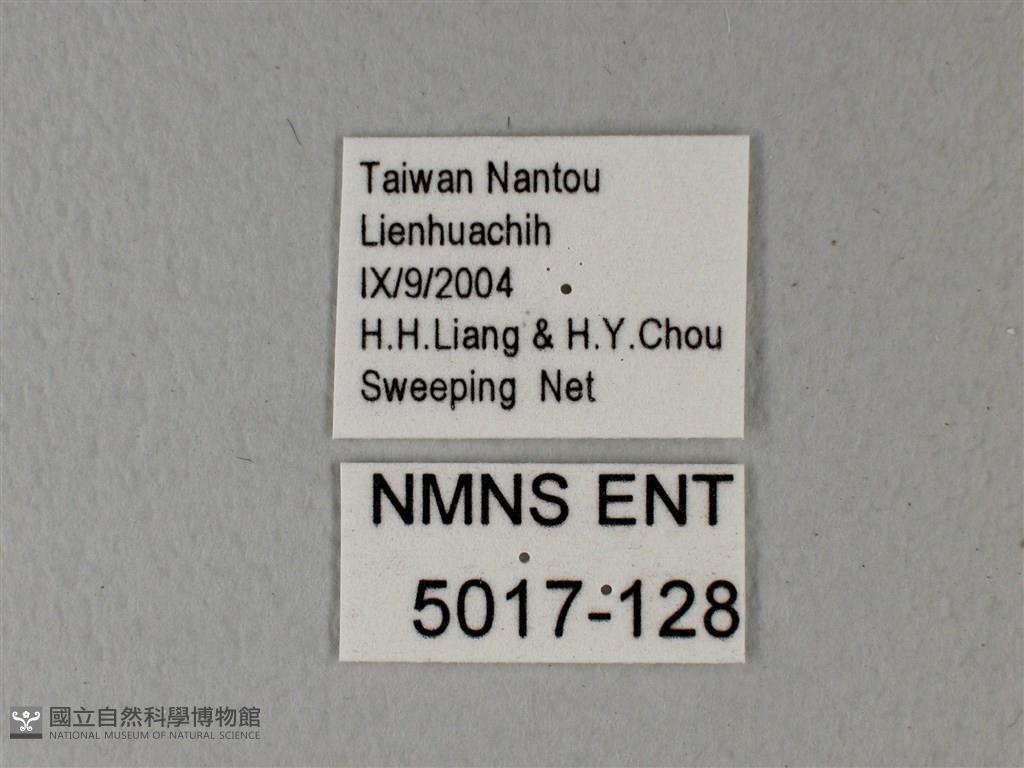 Taiwan Nantou
Lienhuachih
IX/9/2004
H.H.Liang & H.Y.Chou
Sweeping Net
NMNS ENT
5017-128
國立自然科學博物館
NATIONAL MUSEUM OF NATURAL SCIENCE